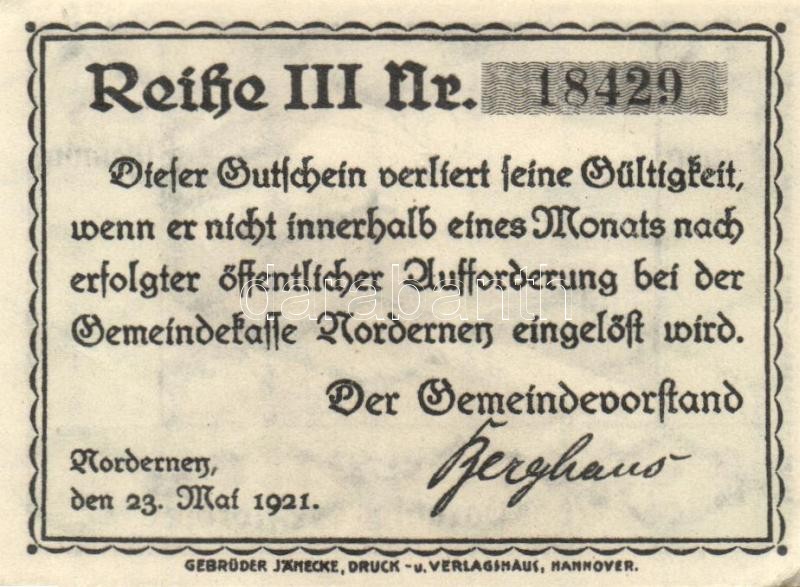 Reihe III Nr. 18429
Dieser Gutschein verliert seine Gültigkeit,
wenn er nicht innerhalb eines Monats nach
erfolgter öffentlicher Aufforderung bei der
darabanth
Gemeindekasse Norderney eingelöst wird.
Der Gemeindevorstand
Berghaus
Norderney,
den 23. Mai 1921.
GEBRÜDER JÄNECKE, DRUCK- u. VERLAGSHAUS, HANNOVER.